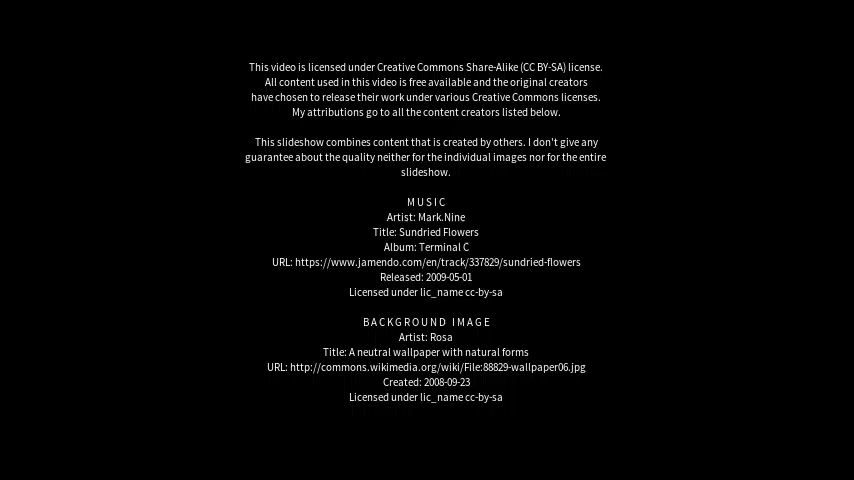 This video is licensed under Creative Commons Share-Alike (CC BY-SA) license.
All content used in this video is free available and the original creators
have chosen to release their work under various Creative Commons licenses.
My attributions go to all the content creators listed below.
This slideshow combines content that is created by others. I don't give any
guarantee about the quality neither for the individual images nor for the entire
slideshow.
MUSIC
Artist: Mark.Nine
Title: Sundried Flowers
Album: Terminal C
URL: https://www.jamendo.com/en/track/337829/sundried-flowers
Released: 2009-05-01
Licensed under lic_name cc-by-sa
BACKGROUND IMAGE
Artist: Rosa
Title: A neutral wallpaper with natural forms
URL: http://commons.wikimedia.org/wiki/File:88829-wallpaper06.jpg
Created: 2008-09-23
Licensed under lic_name cc-by-sa